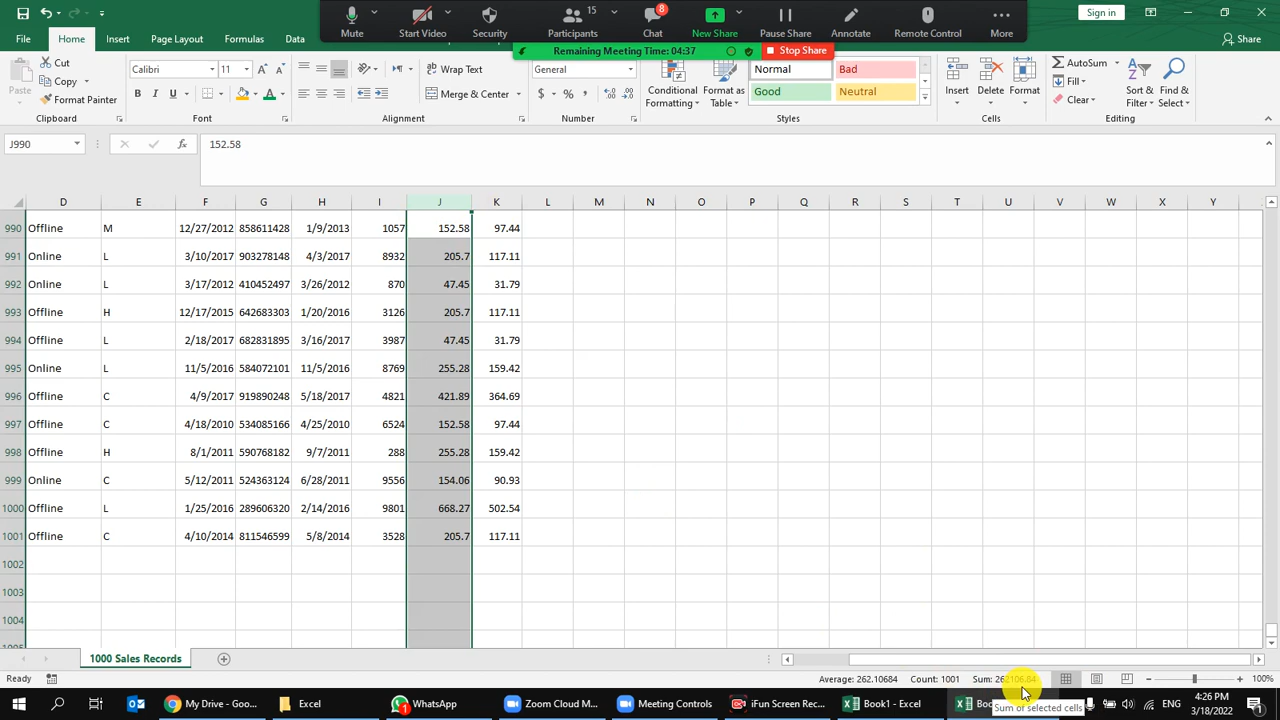 Mute
Start Video
Security
15
Participants
8
Chat
New Share
Pause Share
Annotate
Remote Control
More
Sign in
Remaining Meeting Time: 04:37
Stop Share
File
Home
Insert
Page Layout
Formulas
Data
Share
Paste
Cut
Copy
Format Painter
Clipboard
Calibri
11
B I U
Font
Wrap Text
Merge & Center
Alignment
General
$ % ,
Number
Conditional
Formatting
Format as
Table
Normal
Bad
Good
Neutral
Styles
Insert
Delete
Format
Cells
AutoSum
Fill
Clear
Sort &
Filter
Find &
Select
Editing
J990
fx
152.58
D E F G H I J K L M N O P Q R S T U V W X Y
990 Offline M 12/27/2012 858611428 1/9/2013 1057 152.58 97.44
991 Online L 3/10/2017 903278148 4/3/2017 8932 205.7 117.11
992 Online L 3/17/2012 410452497 3/26/2012 870 47.45 31.79
993 Offline H 12/17/2015 642683303 1/20/2016 3126 205.7 117.11
994 Offline L 2/18/2017 682831895 3/16/2017 3987 47.45 31.79
995 Online L 11/5/2016 584072101 11/5/2016 8769 255.28 159.42
996 Offline C 4/9/2017 919890248 5/18/2017 4821 421.89 364.69
997 Offline C 4/18/2010 534085166 4/25/2010 6524 152.58 97.44
998 Offline H 8/1/2011 590768182 9/7/2011 288 255.28 159.42
999 Online C 5/12/2011 524363124 6/28/2011 9556 154.06 90.93
1000 Offline L 1/25/2016 289606320 2/14/2016 9801 668.27 502.54
1001 Offline C 4/10/2014 811546599 5/8/2014 3528 205.7 117.11
1002
1003
1004
1000 Sales Records
Ready
Average: 262.10684
Count: 1001
Sum: 262106.84
100%
Sum of selected cells
My Drive - Goo...
Excel
WhatsApp
Zoom Cloud M...
Meeting Controls
iFun Screen Rec...
Book1 - Excel
ENG
4:26 PM
3/18/2022
1